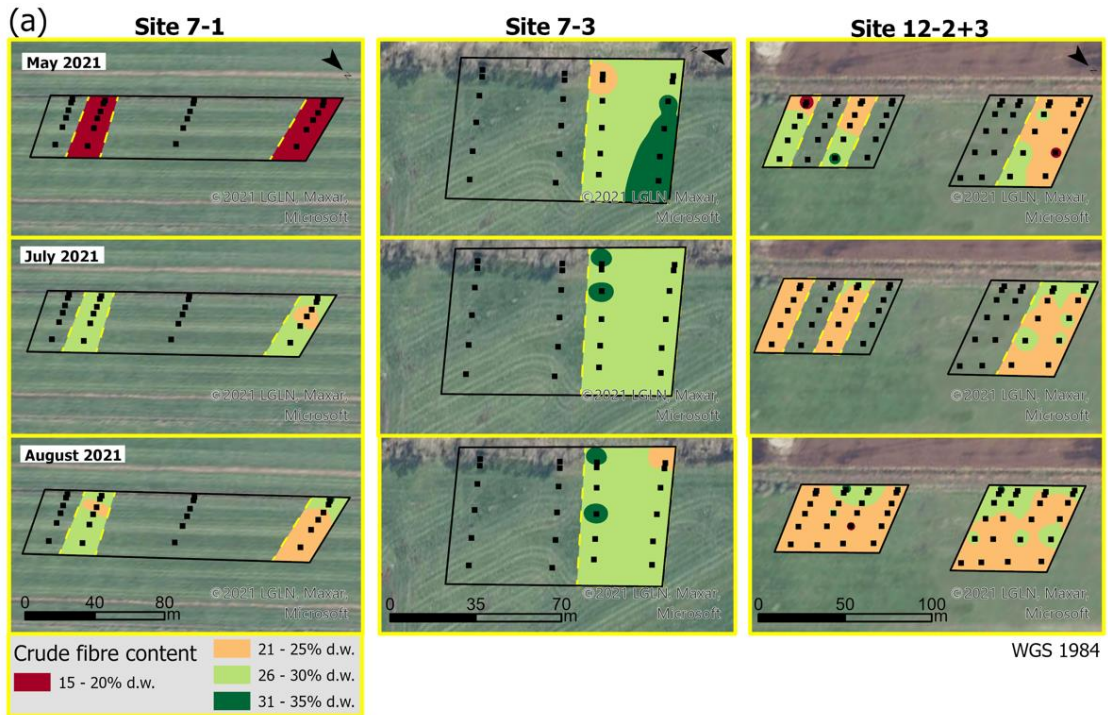 (a)
Site 7-1
Site 7-3
Site 12-2+3
May 2021
N
N
N
©2021 LGLN, Maxar,
Microsoft
©2021 LGLN, Maxar,
Microsoft
©2021 LGLN, Maxar,
Microsoft
July 2021
©2021 LGLN, Maxar,
Microsoft
©2021 LGLN, Maxar,
Microsoft
©2021 LGLN, Maxar,
Microsoft
August 2021
©2021 LGLN, Maxar,
Microsoft
©2021 LGLN, Maxar,
Microsoft
©2021 LGLN, Maxar,
Microsoft
0 40 80
m
0 35 70
m
0 50 100
m
Crude fibre content
15 - 20% d.w.
21 - 25% d.w.
26 - 30% d.w.
31 - 35% d.w.
WGS 1984